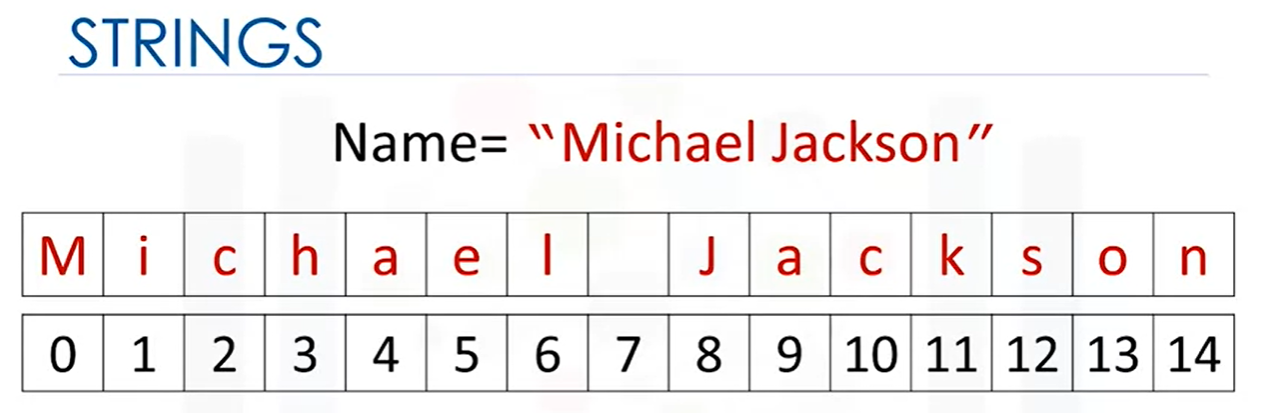 STRINGS
Name= “Michael Jackson”
M i c h a e l J a c k s o n
0 1 2 3 4 5 6 7 8 9 10 11 12 13 14